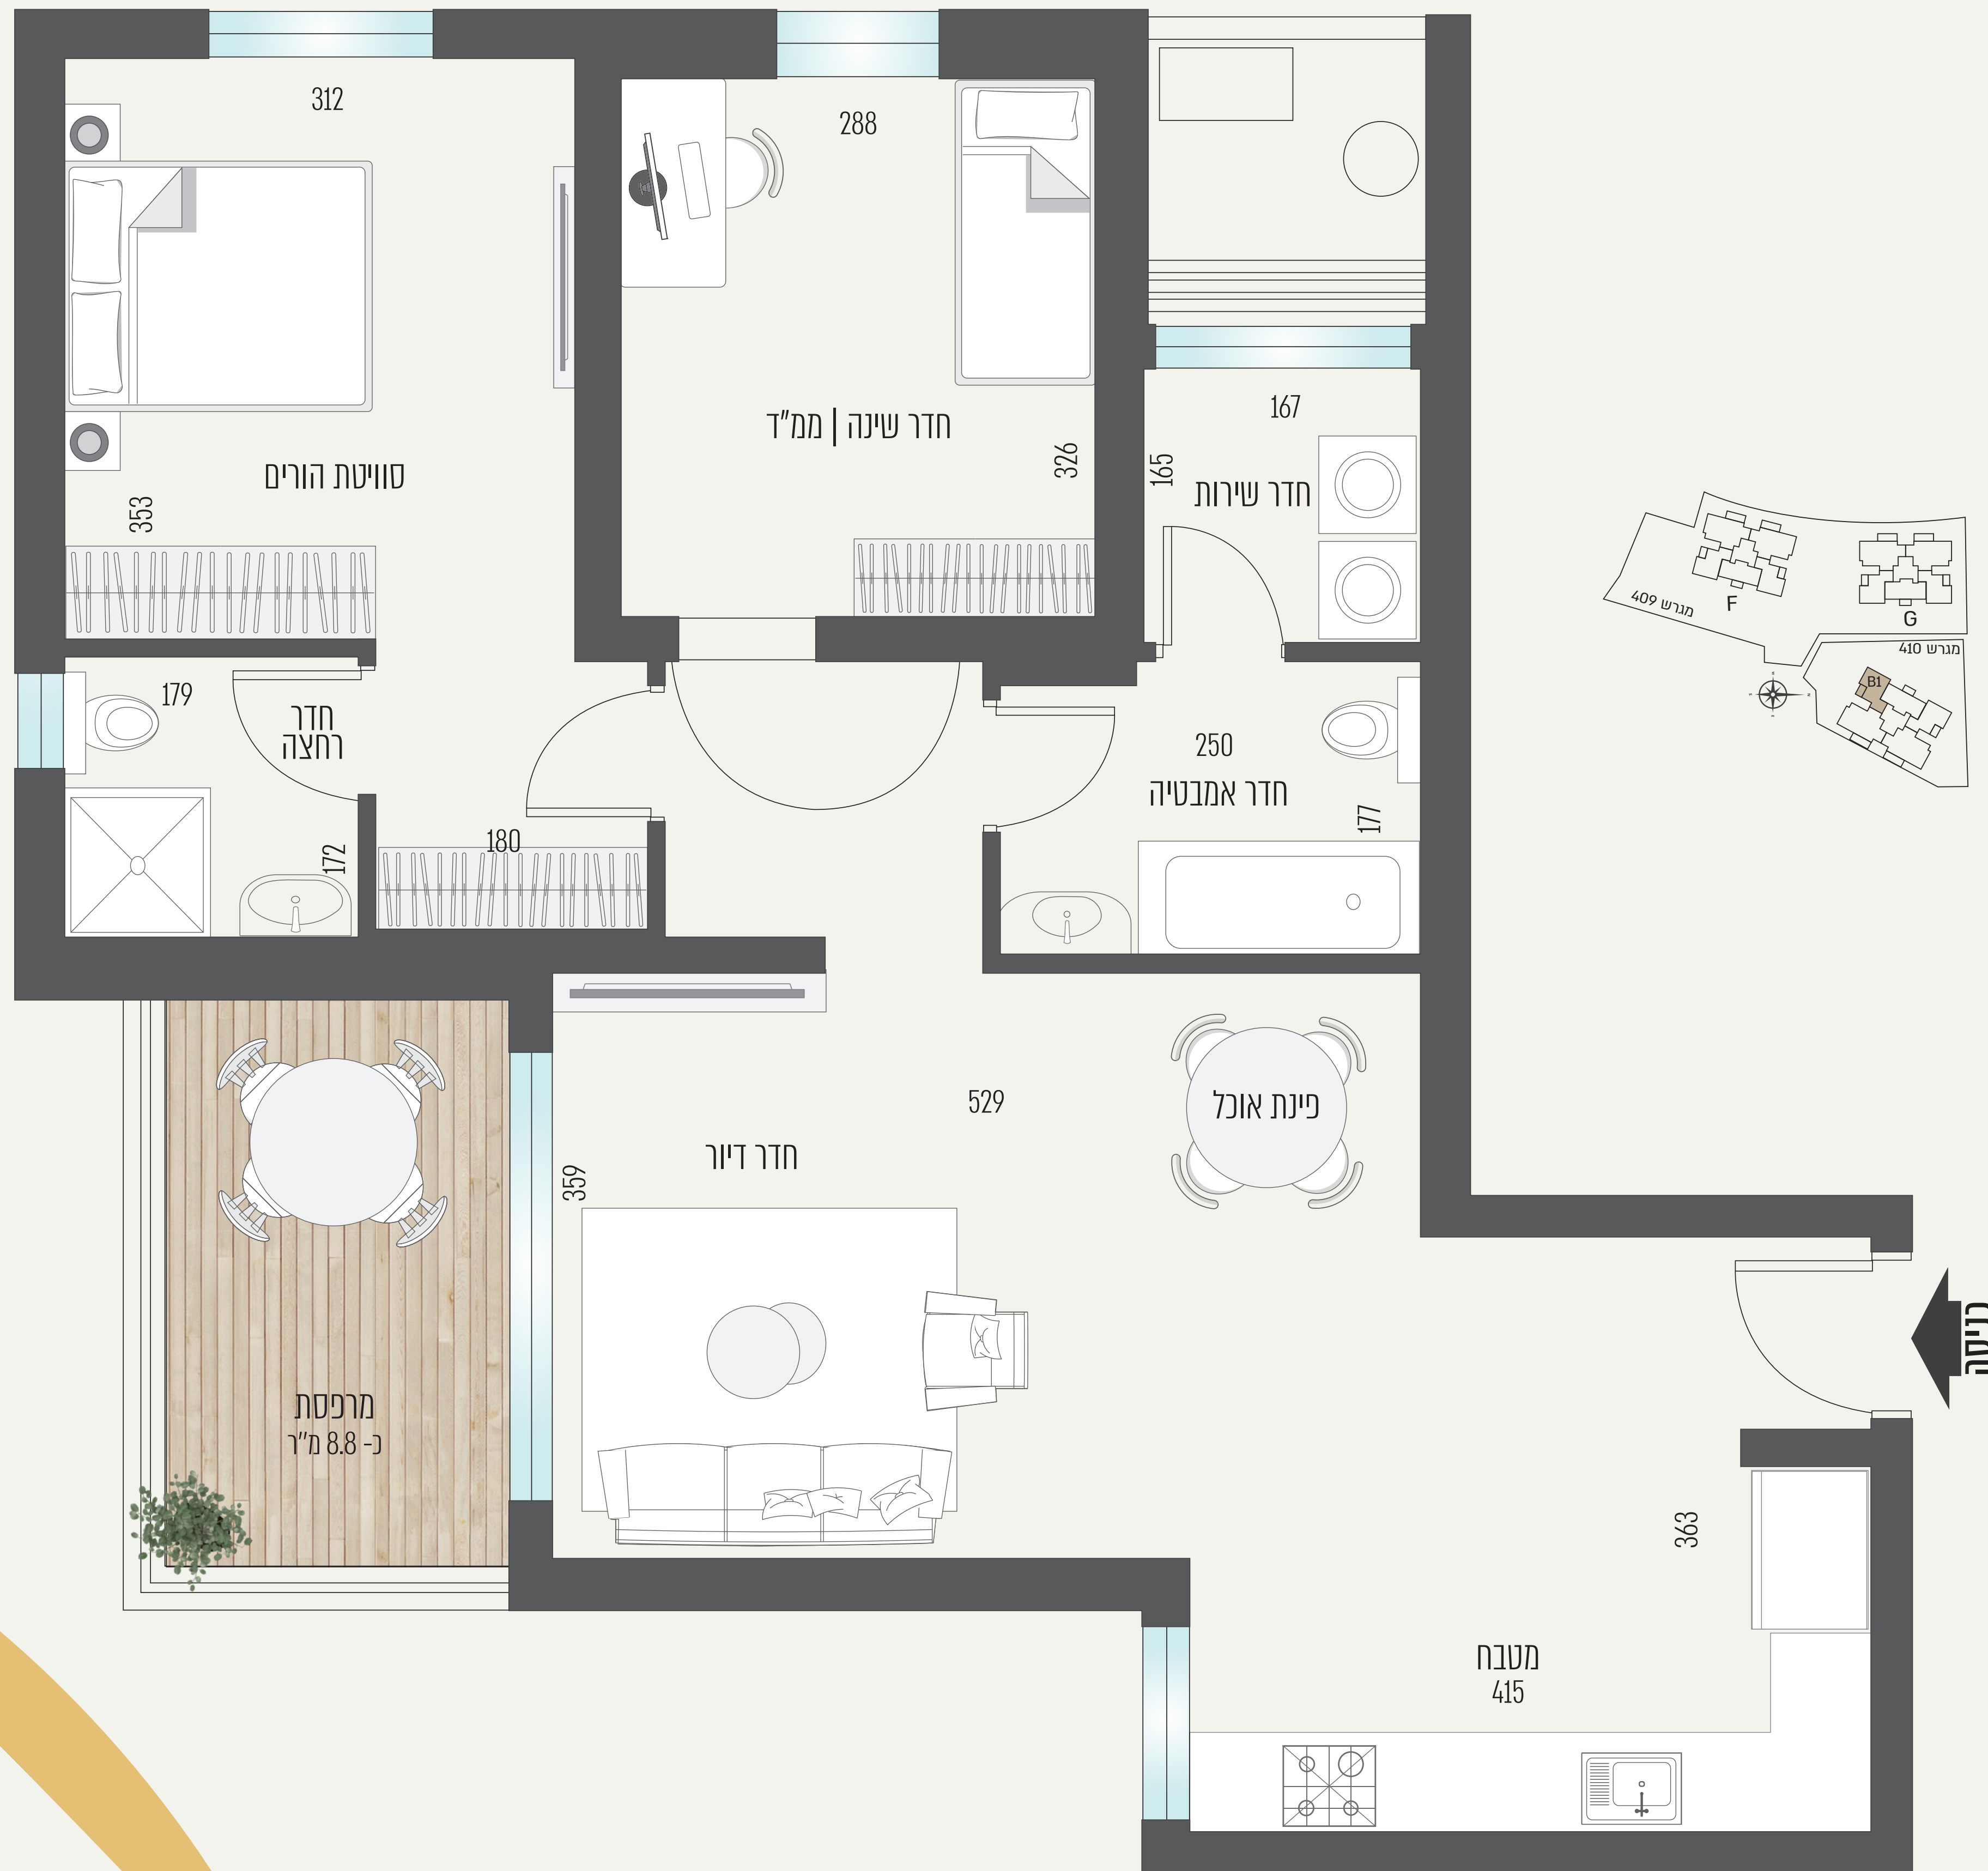 312
288
167
165
חדר שירות
חדר שינה | ממ"ד
326
סוויטת הורים
353
179
חדר
רחצה
172
180
250
חדר אמבטיה
177
529
פינת אוכל
חדר דיור
359
מרפסת
כ- 8.8 מ"ר
כניסה
363
מטבח
415
מגרש 409
F
G
מגרש 410
B1